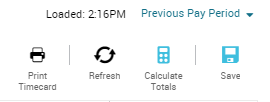 Loaded: 2:16PM Previous Pay Period
Print Timecard
Refresh
Calculate Totals
Save